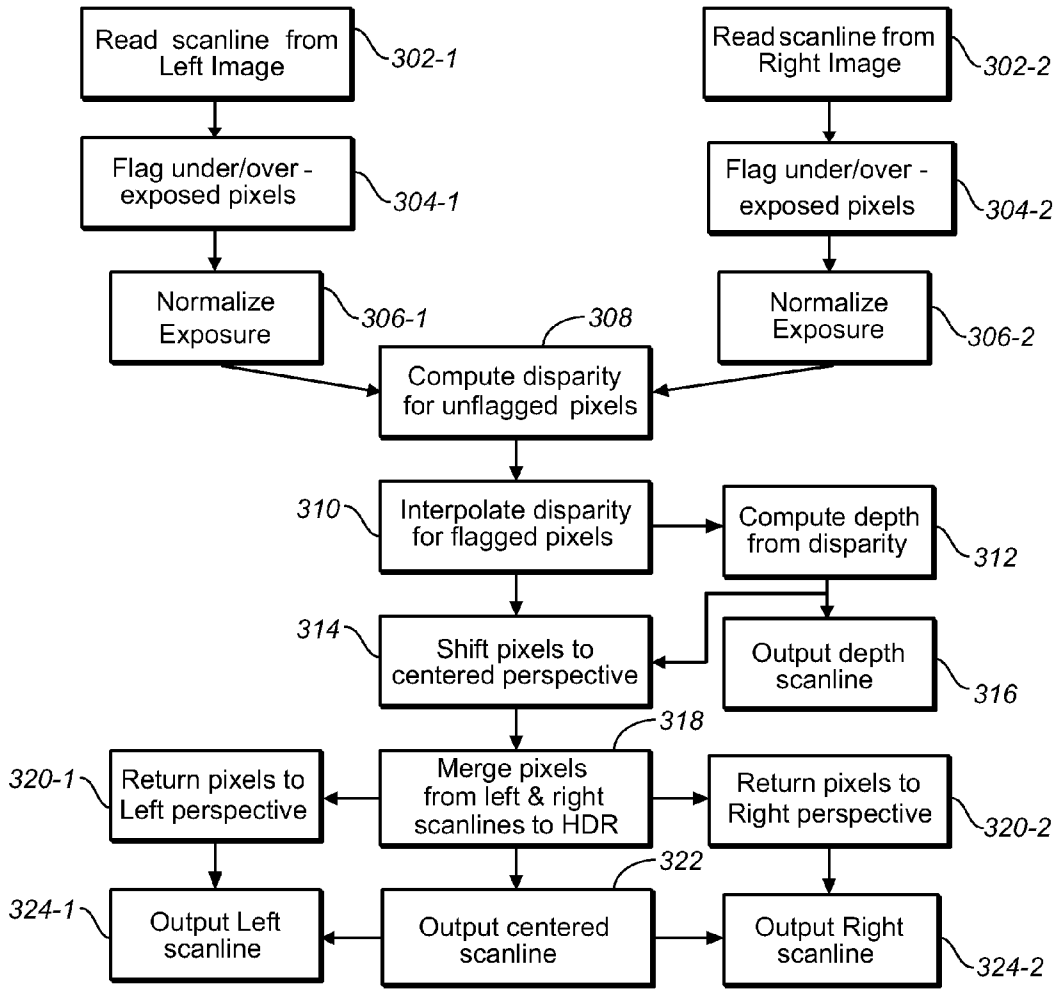 Read scanline from
Left Image
302-1
Read scanline from
Right Image
302-2
Flag under/over -
exposed pixels
304-1
Flag under/over -
exposed pixels
304-2
Normalize
Exposure
306-1
Normalize
Exposure
306-2
308
Compute disparity
for unflagged pixels
310
Interpolate disparity
for flagged pixels
Compute depth
from disparity
312
314
Shift pixels to
centered perspective
Output depth
scanline
316
318
320-1
Return pixels to
Left perspective
Merge pixels
from left & right
scanlines to HDR
Return pixels to
Right perspective
320-2
322
324-1
Output Left
scanline
Output centered
scanline
Output Right
scanline
324-2